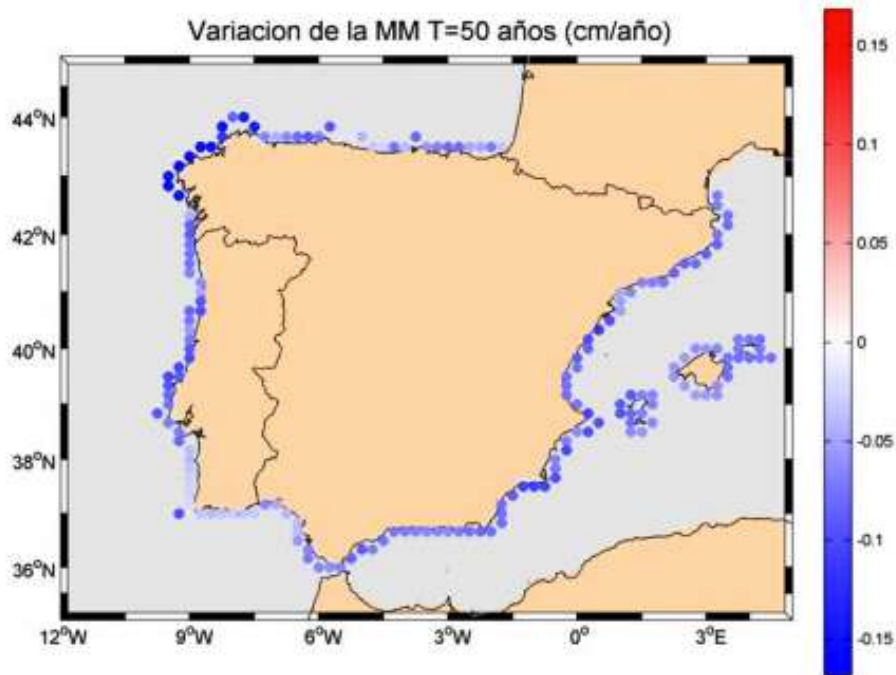 Variacion de la MM T=50 años (cm/año)
44°N
42°N
40°N
38°N
36°N
12°W 9°W 6°W 3°W 0° 3°E
0.15
0.1
0.05
0
-0.05
-0.1
-0.15